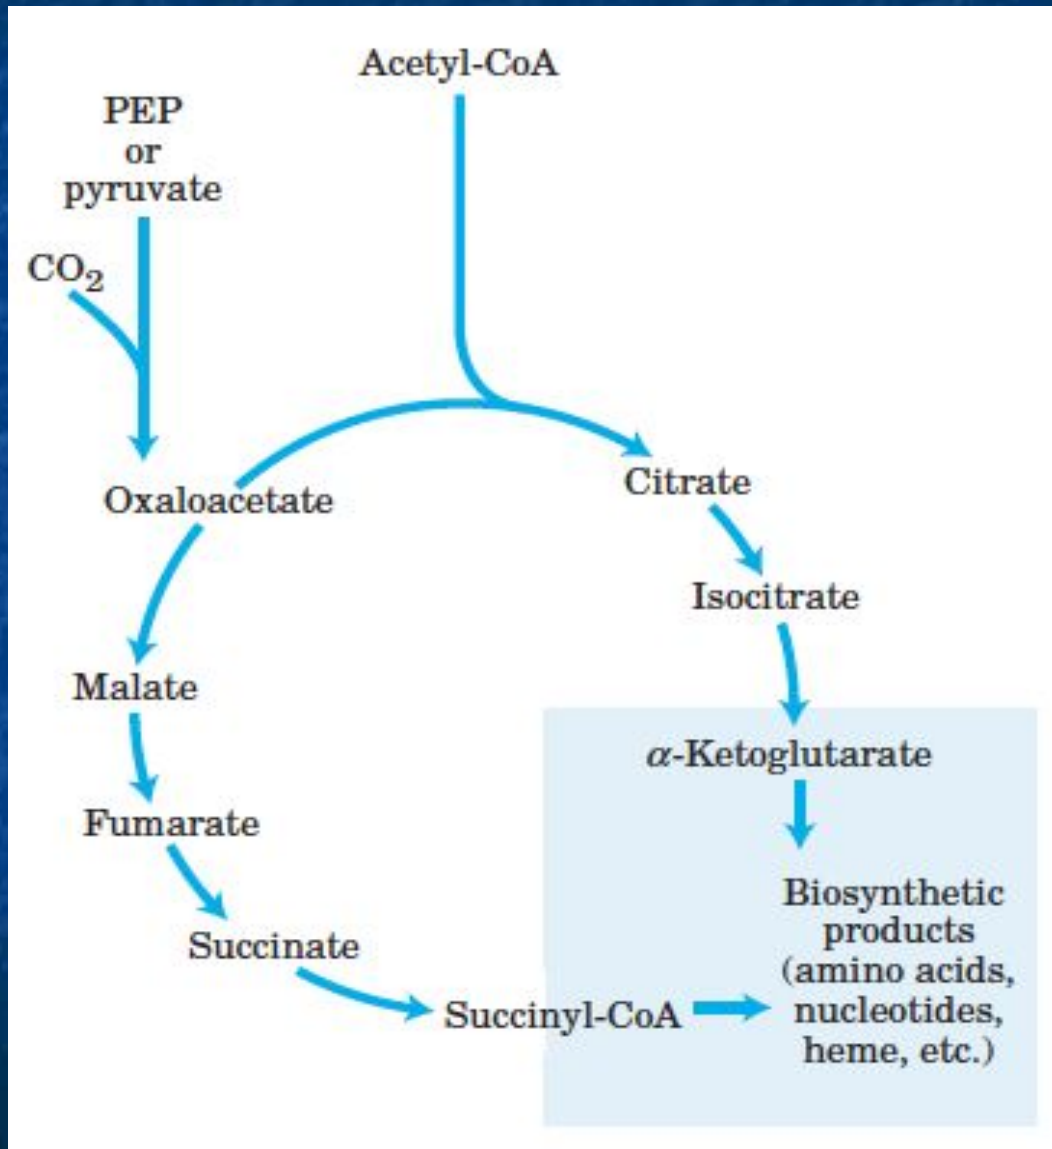 Acetyl-CoA
PEP
or
pyruvate
CO₂
Oxaloacetate
Citrate
Isocitrate
Malate
α-Ketoglutarate
Fumarate
Biosynthetic
products
(amino acids,
nucleotides,
heme, etc.)
Succinate
Succinyl-CoA